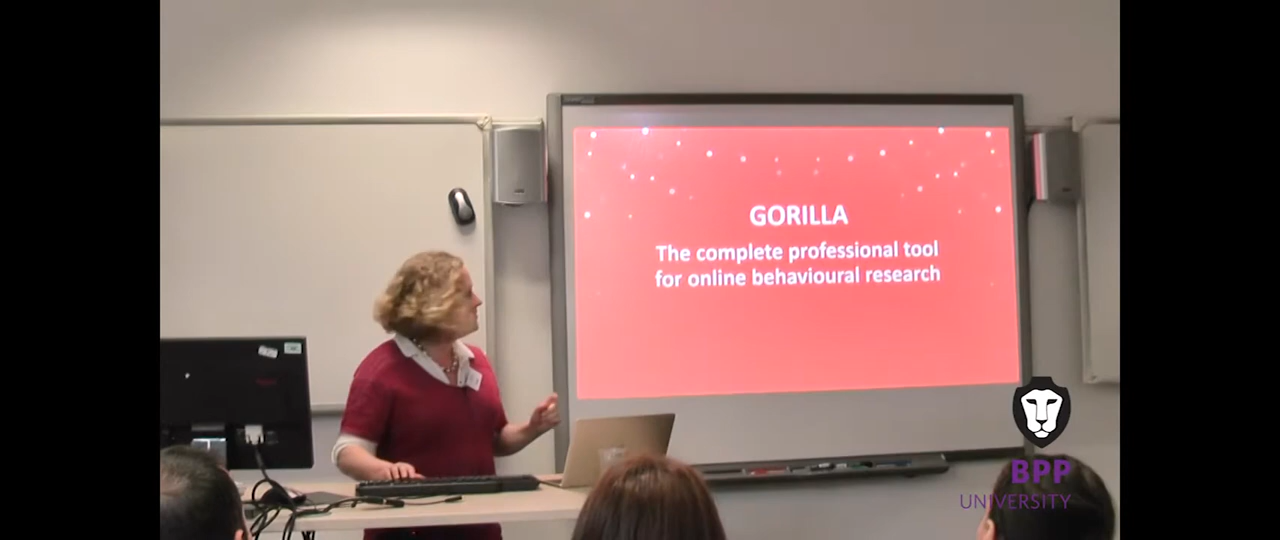 GORILLA
The complete professional tool
for online behavioural research
BPP
UNIVERSITY